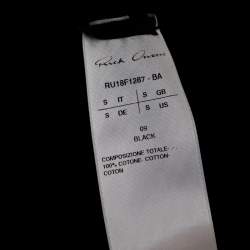 Rick Owens
RU18F1287 - BA
S IT S GB
S DE S US
09
BLACK
COMPOSIZIONE TOTALE-
100% COTONE- COTTON-
COTON